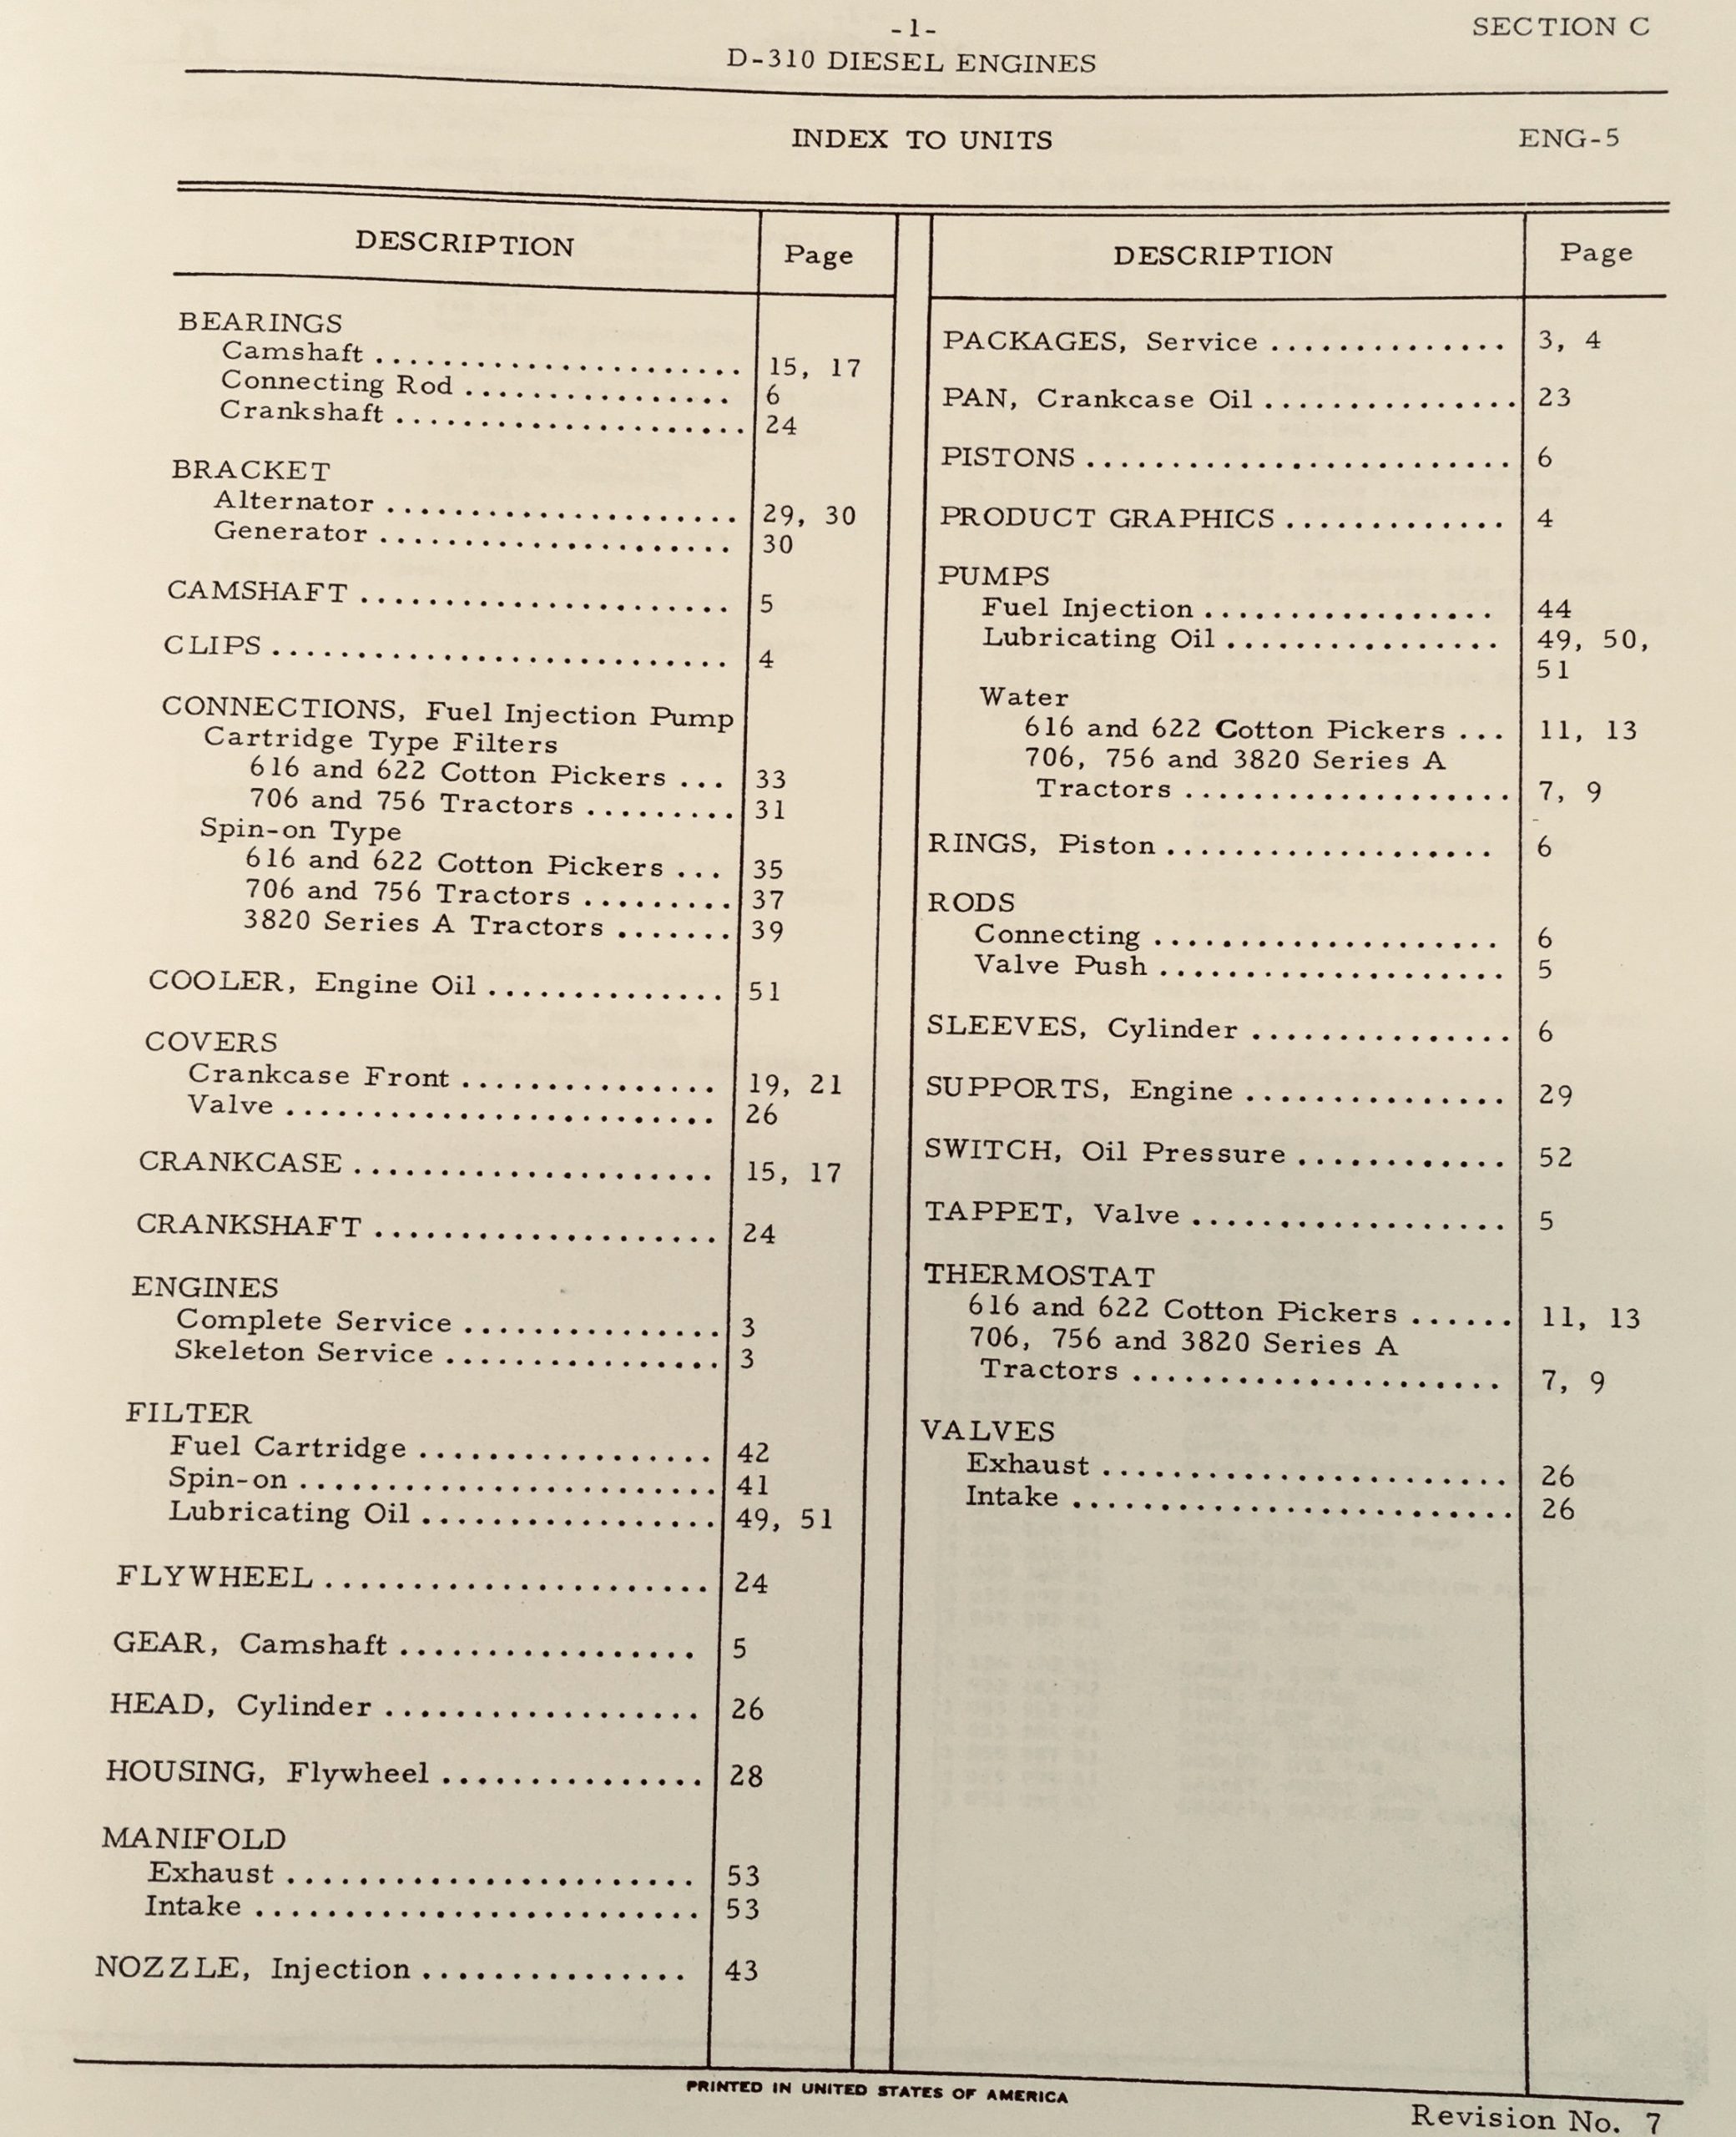 -1-
SECTION C
D-310 DIESEL ENGINES
INDEX TO UNITS
ENG-5
DESCRIPTION Page
BEARINGS
Camshaft ...................... 15, 17
Connecting Rod ................ 6
Crankshaft ..................... 24
BRACKET
Alternator ..................... 29, 30
Generator ..................... 30
CAMSHAFT ...................... 5
CLIPS ........................... 4
CONNECTIONS, Fuel Injection Pump
Cartridge Type Filters
616 and 622 Cotton Pickers ... 33
706 and 756 Tractors ......... 31
Spin-on Type
616 and 622 Cotton Pickers ... 35
706 and 756 Tractors ......... 37
3820 Series A Tractors ....... 39
COOLER, Engine Oil .............. 51
COVERS
Crankcase Front ............... 19, 21
Valve ......................... 26
CRANKCASE ..................... 15, 17
CRANKSHAFT .................... 24
ENGINES
Complete Service ............... 3
Skeleton Service ................ 3
FILTER
Fuel Cartridge ................. 42
Spin-on ........................ 41
Lubricating Oil ................. 49, 51
FLYWHEEL ...................... 24
GEAR, Camshaft ................. 5
HEAD, Cylinder .................. 26
HOUSING, Flywheel ............... 28
MANIFOLD
Exhaust ....................... 53
Intake ......................... 53
NOZZLE, Injection ............... 43
DESCRIPTION Page
PACKAGES, Service .............. 3, 4
PAN, Crankcase Oil ............... 23
PISTONS ......................... 6
PRODUCT GRAPHICS ............. 4
PUMPS
Fuel Injection ................. 44
Lubricating Oil ................ 49, 50,
51
Water
616 and 622 Cotton Pickers ... 11, 13
706, 756 and 3820 Series A
Tractors ................... 7, 9
RINGS, Piston ................... 6
RODS
Connecting .................... 6
Valve Push .................... 5
SLEEVES, Cylinder ............... 6
SUPPORTS, Engine ............... 29
SWITCH, Oil Pressure ............ 52
TAPPET, Valve .................. 5
THERMOSTAT
616 and 622 Cotton Pickers ...... 11, 13
706, 756 and 3820 Series A
Tractors ...................... 7, 9
VALVES
Exhaust ........................ 26
Intake .......................... 26
PRINTED IN UNITED STATES OF AMERICA
Revision No. 7